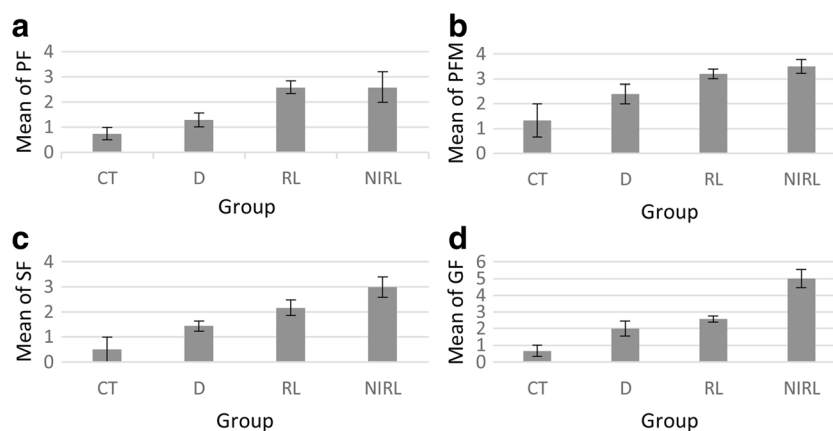 a
Mean of PF
4
3
2
1
0
CT D RL NIRL
Group
b
Mean of PFM
4
3
2
1
0
CT D RL NIRL
Group
c
Mean of SF
4
3
2
1
0
CT D RL NIRL
Group
d
Mean of GF
6
5
4
3
2
1
0
CT D RL NIRL
Group